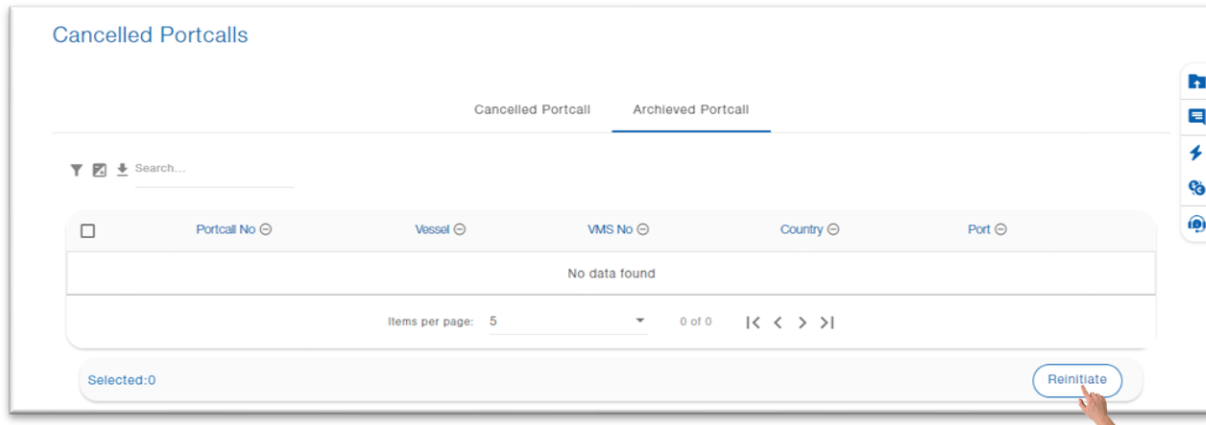 Cancelled Portcalls
Cancelled Portcall Archieved Portcall
Search...
Portcall No Vessel VMS No Country Port
No data found
Items per page: 5 0 of 0
Selected:0 Reinitiate